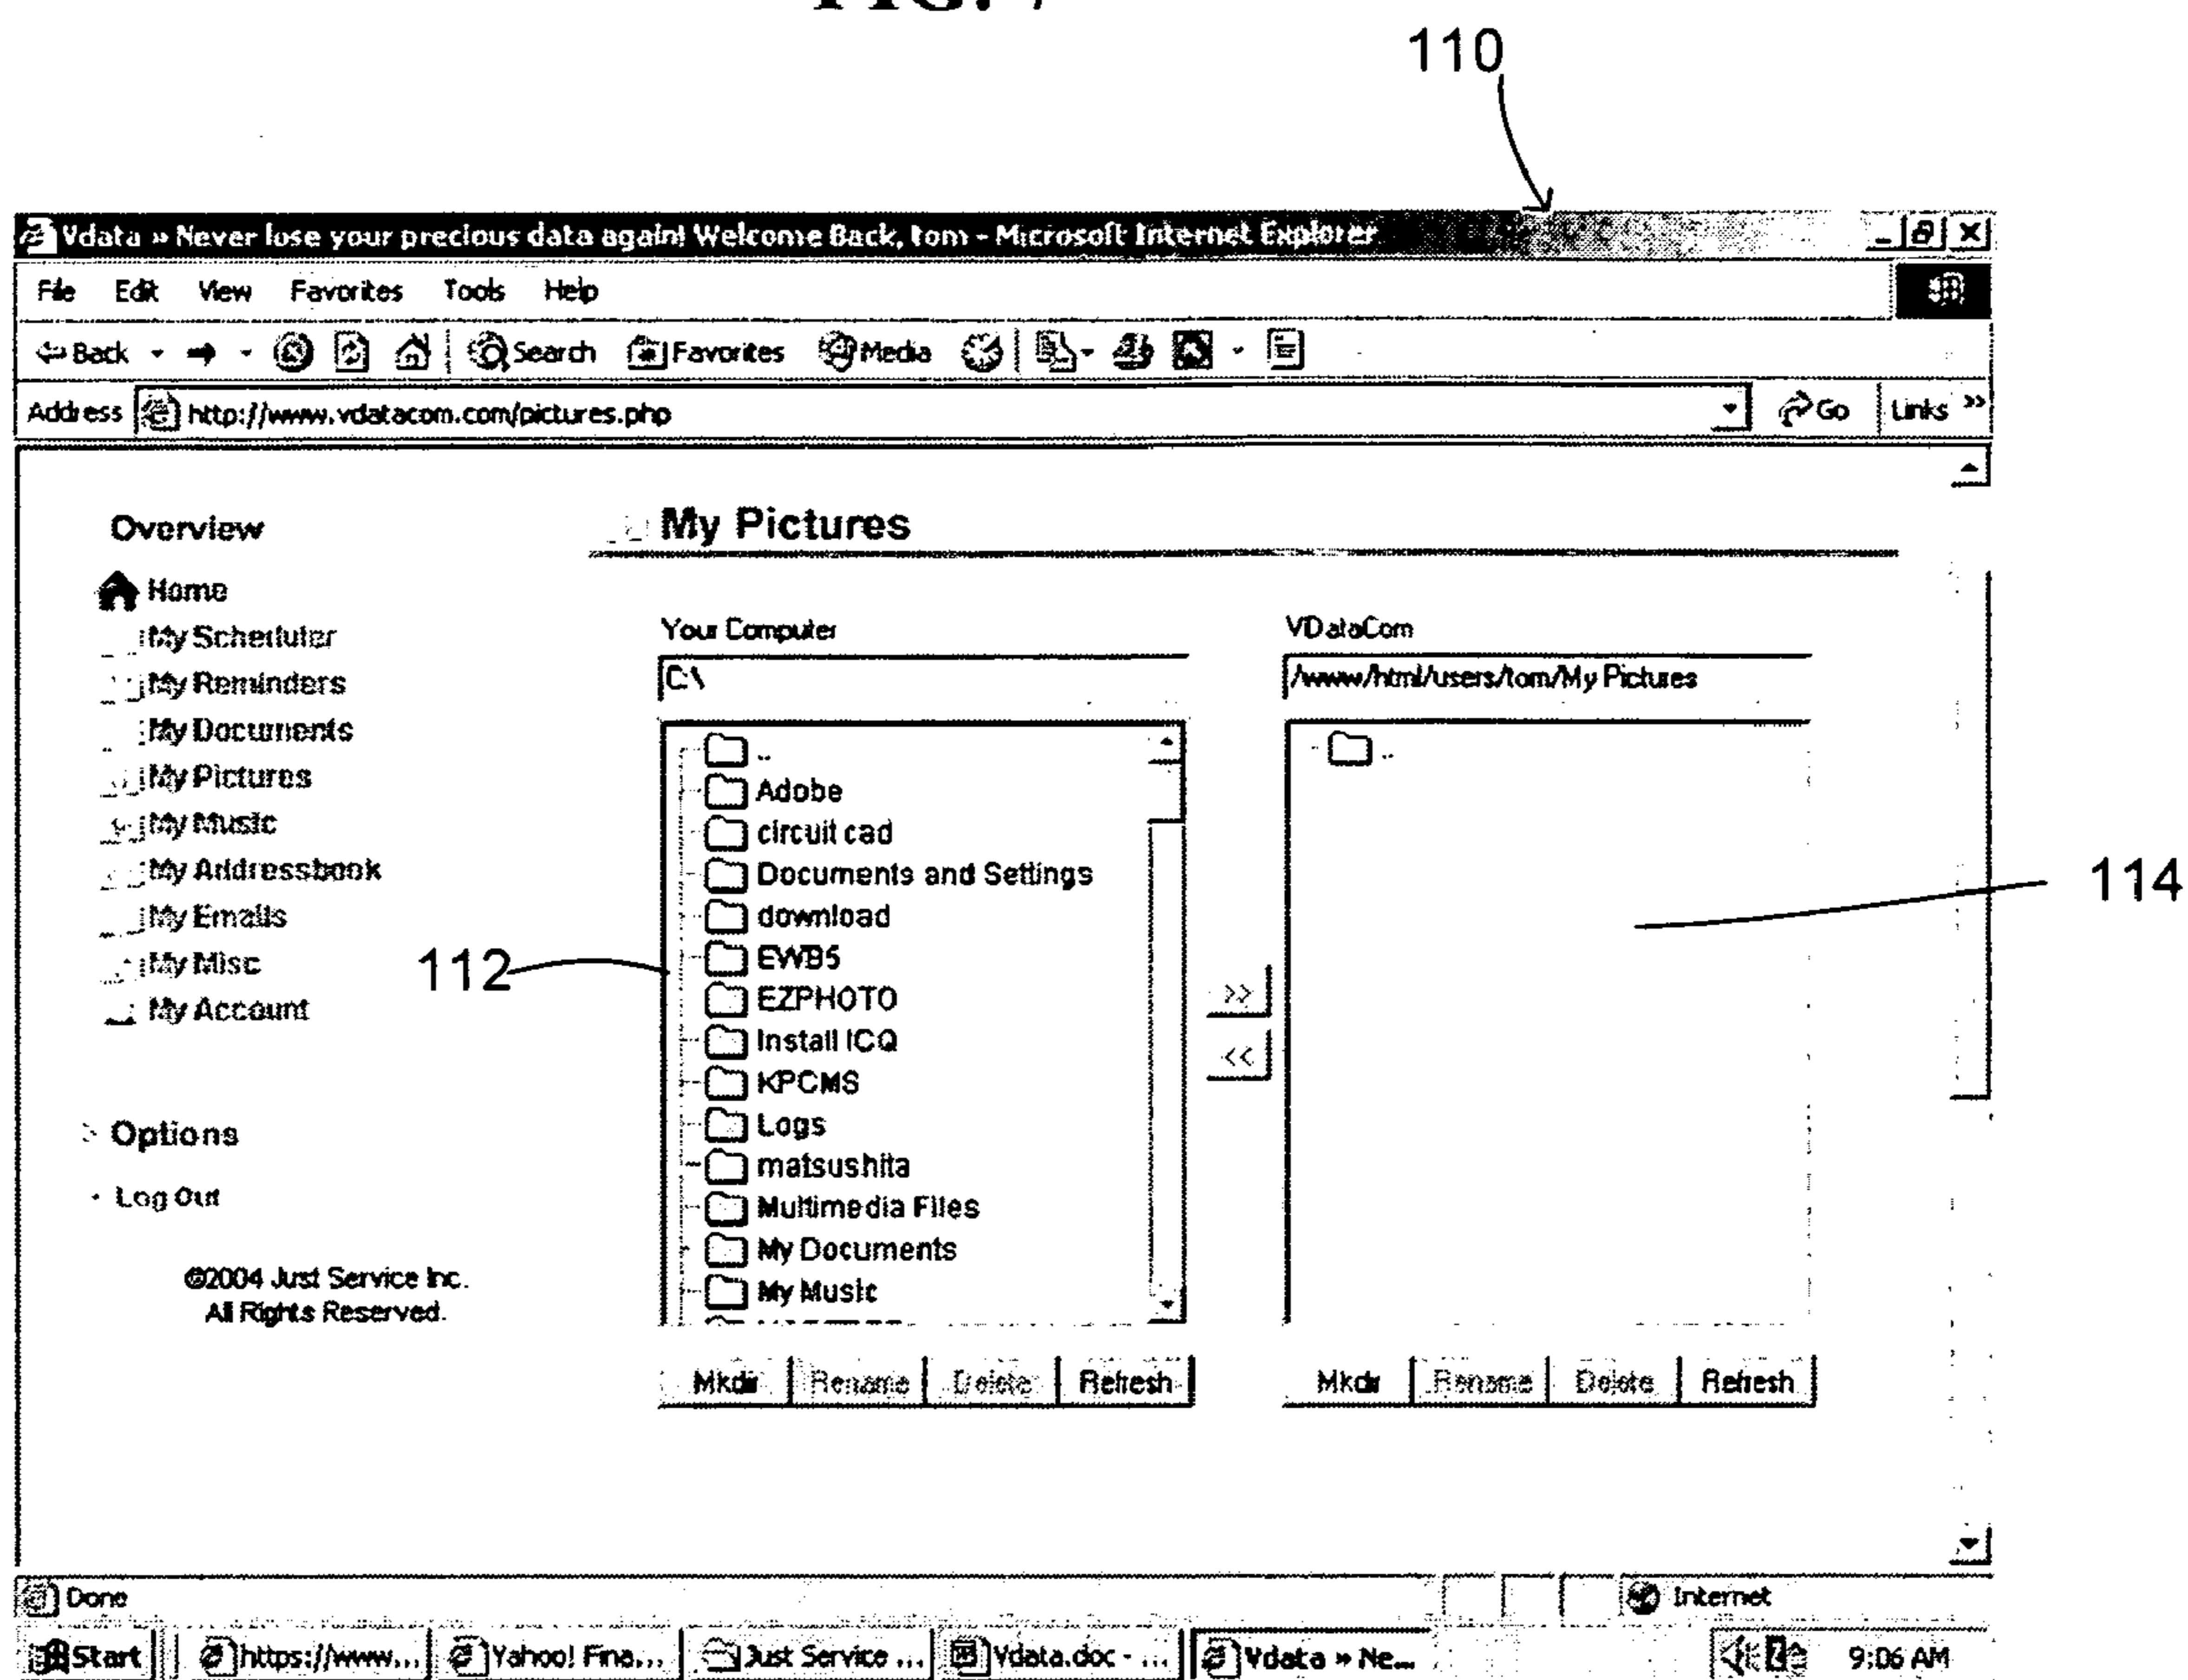 FIG. 7
110
Vdata » Never lose your precious data again! Welcome Back, tom - Microsoft Internet Explorer
File Edit View Favorites Tools Help
Back Search Favorites Media
Address http://www.vdatacom.com/pictures.php Go Links »
Overview
My Pictures
Home
My Scheduler
My Reminders
My Documents
My Pictures
My Music
My Addressbook
My Emails
My Misc
My Account
Options
Log Out
©2004 Just Service Inc.
All Rights Reserved.
112
Your Computer
C:\
..
Adobe
circuit cad
Documents and Settings
download
EWB5
EZPHOTO
Install ICQ
KPCMS
Logs
matsushita
Multimedia Files
My Documents
My Music
Mkdir Rename Delete Refresh
>>
<<
VDataCom
/www/html/users/tom/My Pictures
..
114
Mkdir Rename Delete Refresh
Done Internet
Start https://www... Yahoo! Fina... Just Service ... Vdata.doc - ... Vdata » Ne... 9:06 AM